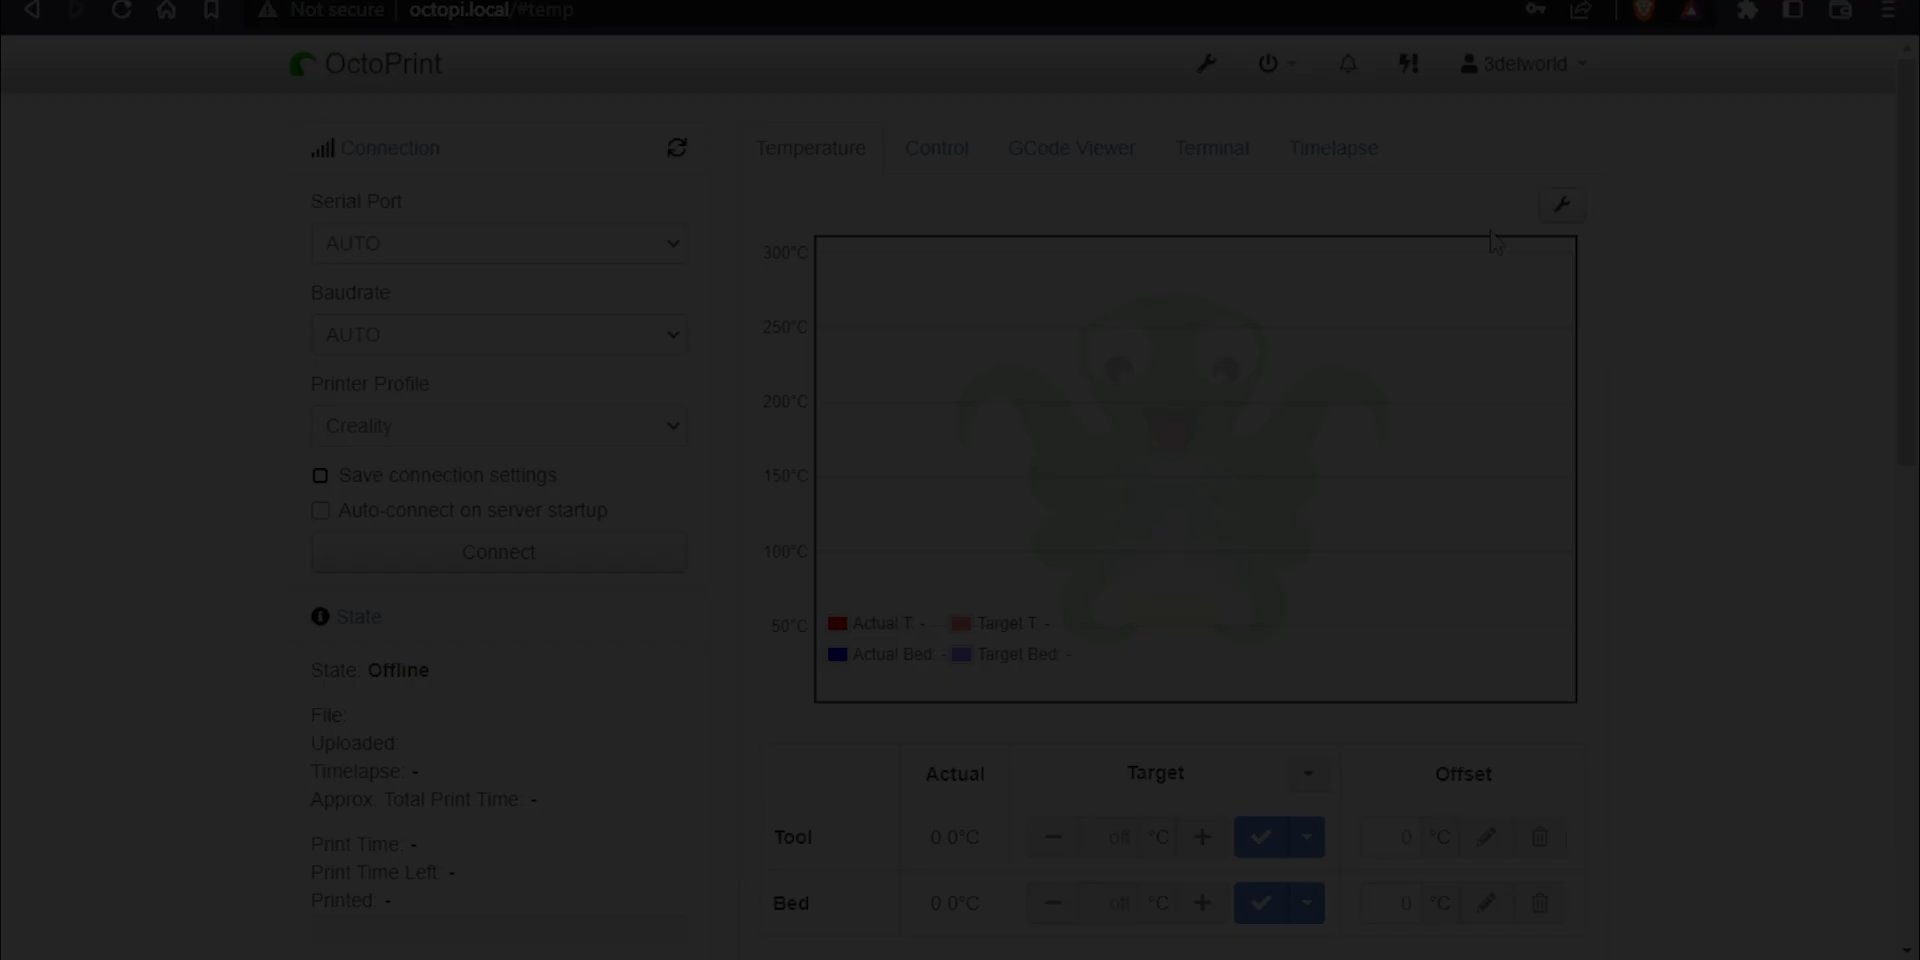 Not secure octopi.local/#temp
OctoPrint
3delworld
Connection
Temperature Control GCode Viewer Terminal Timelapse
Serial Port
AUTO
Baudrate
AUTO
Printer Profile
Creality
Save connection settings
Auto-connect on server startup
Connect
State
State: Offline
File:
Uploaded:
Timelapse: -
Approx. Total Print Time: -
Print Time: -
Print Time Left: -
Printed: -
300°C
250°C
200°C
150°C
100°C
50°C
Actual T: - Target T: -
Actual Bed: - Target Bed: -
Actual Target Offset
Tool 0.0°C off °C 0 °C
Bed 0.0°C off °C 0 °C